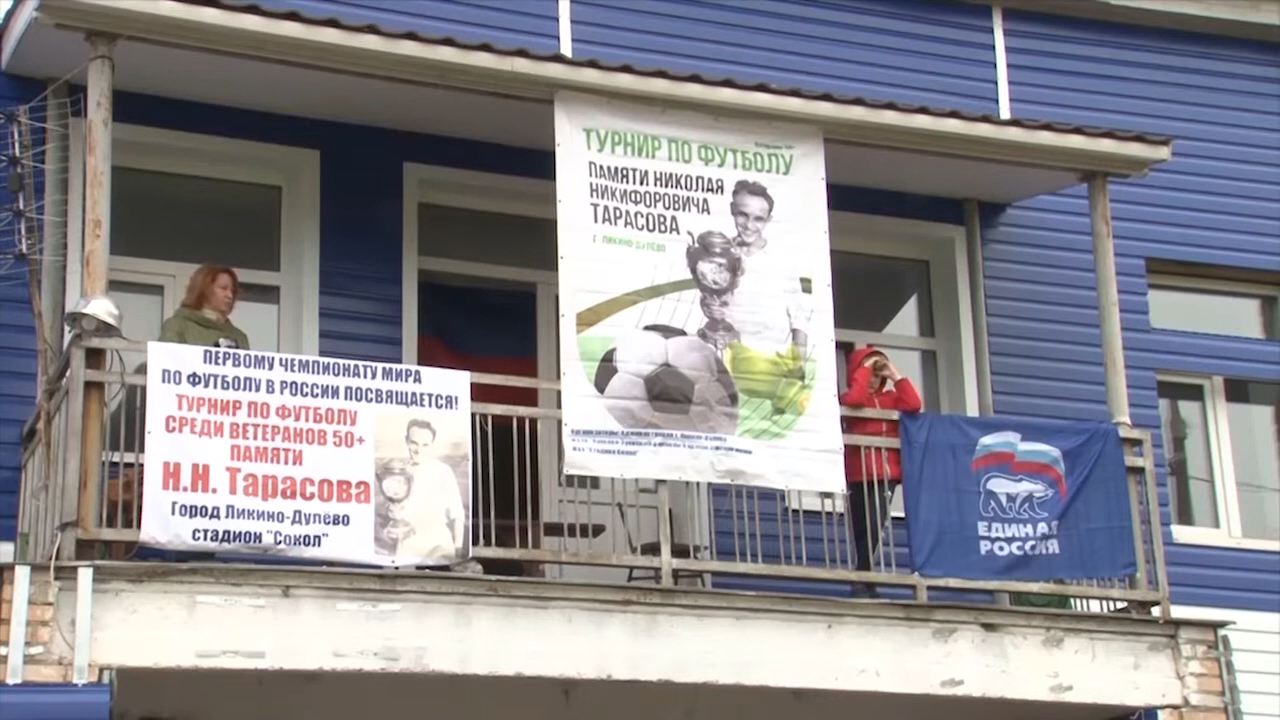 ПЕРВОМУ ЧЕМПИОНАТУ МИРА
ПО ФУТБОЛУ В РОССИИ ПОСВЯЩАЕТСЯ!
ТУРНИР ПО ФУТБОЛУ
СРЕДИ ВЕТЕРАНОВ 50+
ПАМЯТИ
Н.Н. Тарасова
Город Ликино-Дулёво
стадион "Сокол"
ТУРНИР ПО ФУТБОЛУ
ПАМЯТИ НИКОЛАЯ
НИКИФОРОВИЧА
ТАРАСОВА
Г. ЛИКИНО-ДУЛЁВО
ЕДИНАЯ
РОССИЯ